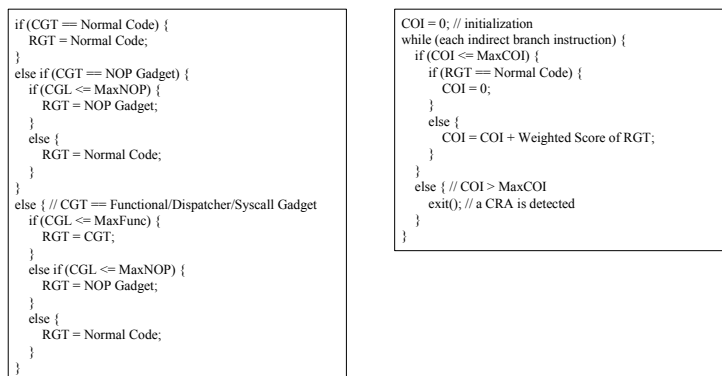 if (CGT == Normal Code) {
RGT = Normal Code;
}
else if (CGT == NOP Gadget) {
if (CGL <= MaxNOP) {
RGT = NOP Gadget;
}
else {
RGT = Normal Code;
}
}
else { // CGT == Functional/Dispatcher/Syscall Gadget
if (CGL <= MaxFunc) {
RGT = CGT;
}
else if (CGL <= MaxNOP) {
RGT = NOP Gadget;
}
else {
RGT = Normal Code;
}
}
COI = 0; // initialization
while (each indirect branch instruction) {
if (COI <= MaxCOI) {
if (RGT == Normal Code) {
COI = 0;
}
else {
COI = COI + Weighted Score of RGT;
}
}
else { // COI > MaxCOI
exit(); // a CRA is detected
}
}